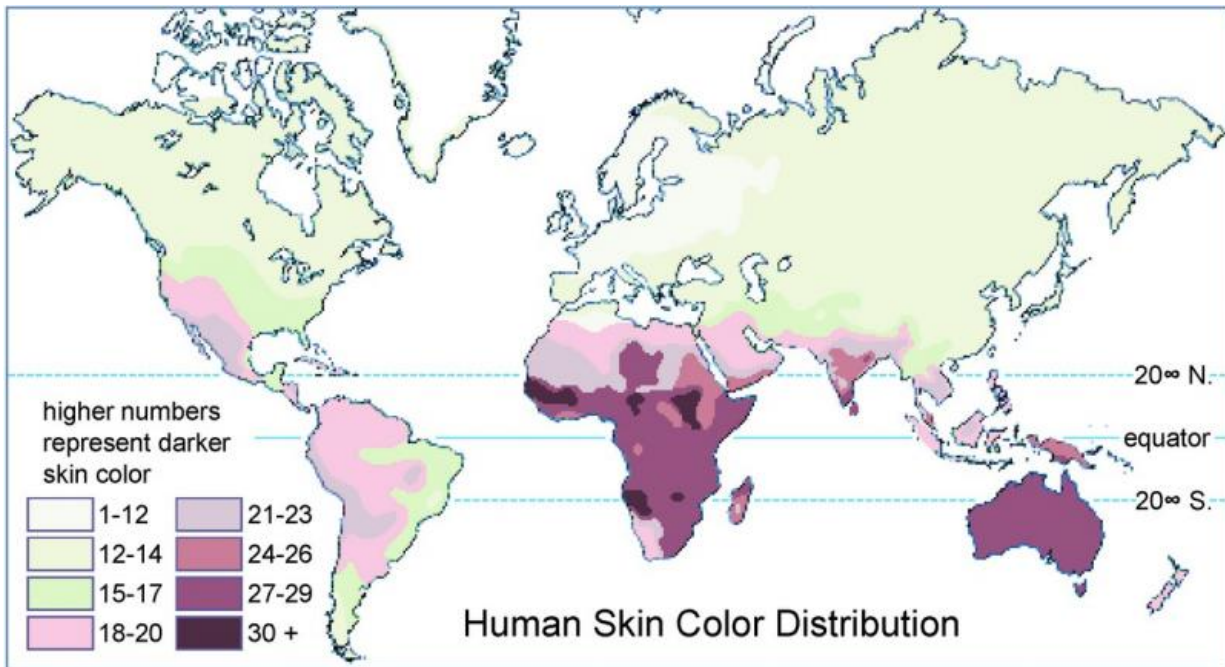 20∞ N.
higher numbers
represent darker
skin color
equator
1-12 21-23
20∞ S.
12-14 24-26
15-17 27-29
18-20 30 +
Human Skin Color Distribution